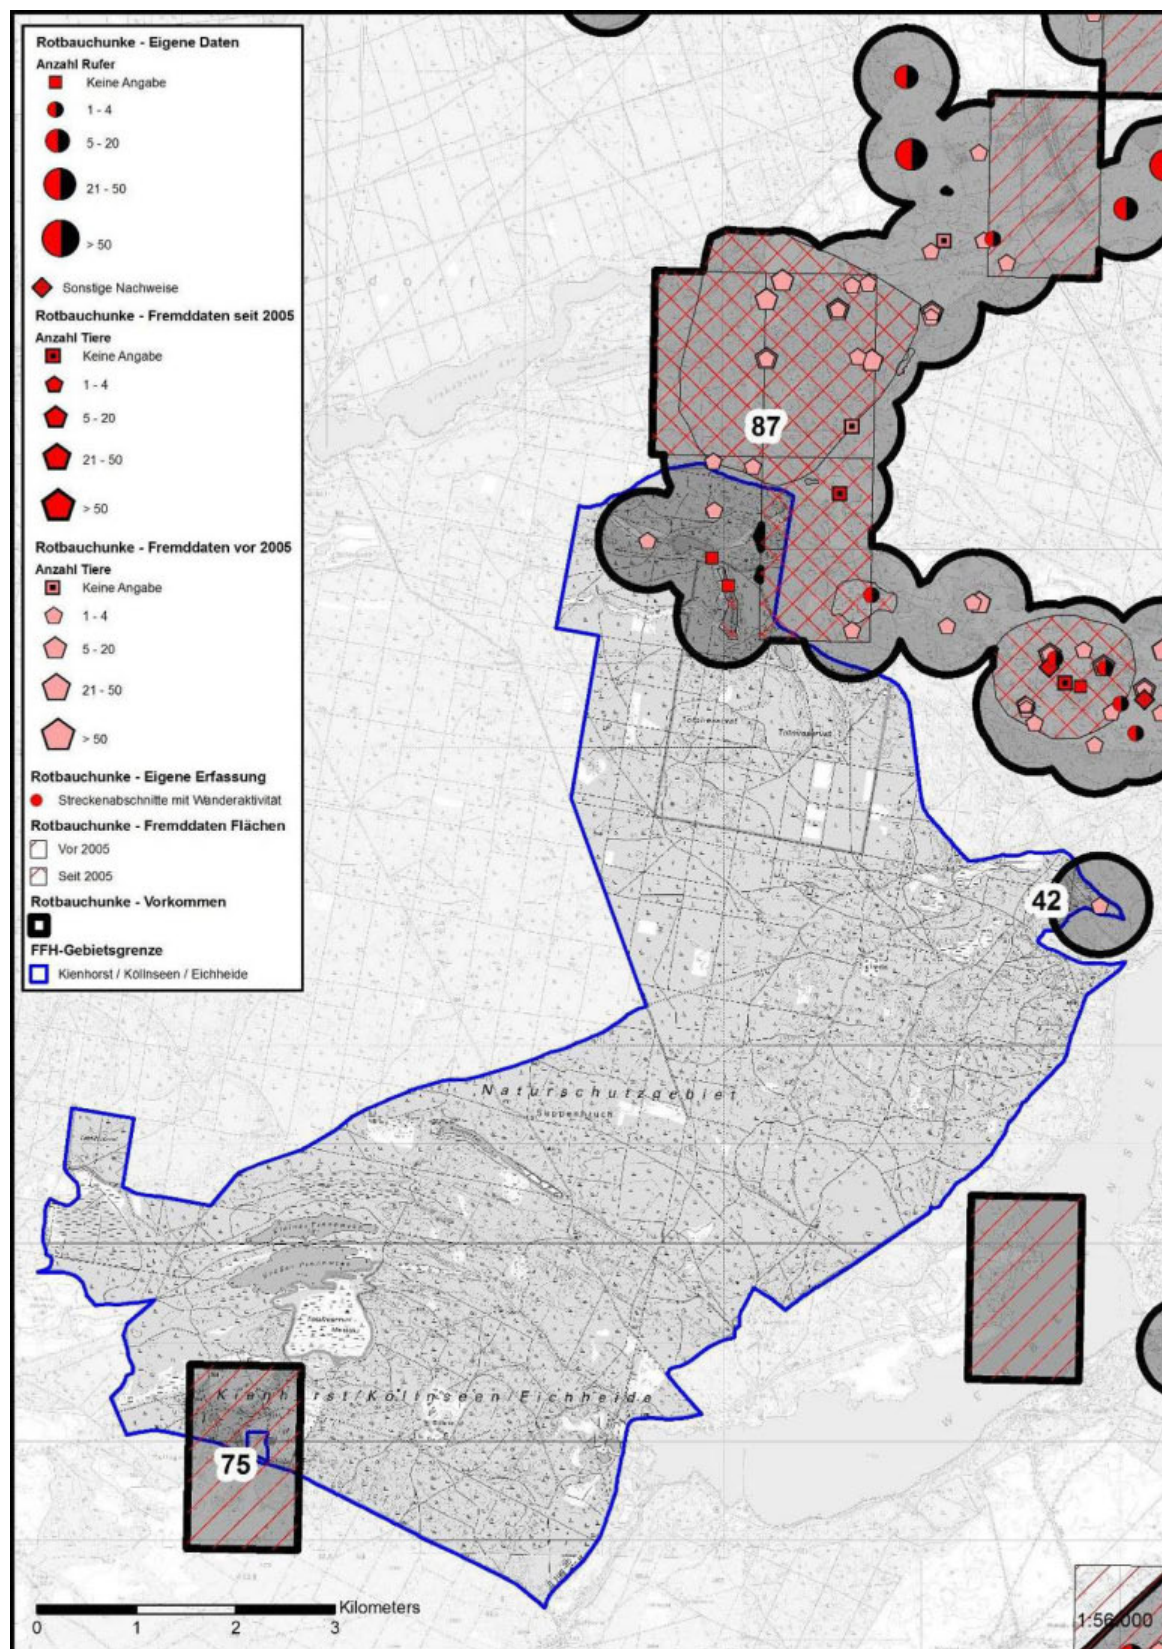 Rotbauchunke - Eigene Daten
Anzahl Rufer
Keine Angabe
1 - 4
5 - 20
21 - 50
> 50
Sonstige Nachweise
Rotbauchunke - Fremddaten seit 2005
Anzahl Tiere
Keine Angabe
1 - 4
5 - 20
21 - 50
> 50
Rotbauchunke - Fremddaten vor 2005
Anzahl Tiere
Keine Angabe
1 - 4
5 - 20
21 - 50
> 50
Rotbauchunke - Eigene Erfassung
Streckenabschnitte mit Wanderaktivität
Rotbauchunke - Fremddaten Flächen
Vor 2005
Seit 2005
Rotbauchunke - Vorkommen
FFH-Gebietsgrenze
Kienhorst / Köllnseen / Eichheide
87
Totalreservat
Totalreservat
42
Naturschutzgebiet
Kienhorst/Köllnseen/Eichheide
75
Kilometers
0 1 2 3
1:56.000